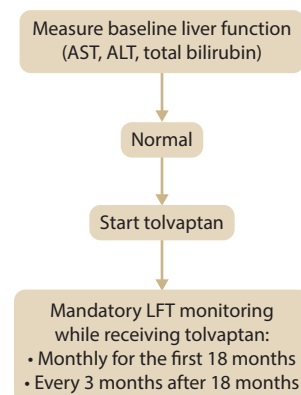 Measure baseline liver function
(AST, ALT, total bilirubin)
Normal
Start tolvaptan
Mandatory LFT monitoring
while receiving tolvaptan:
• Monthly for the first 18 months
• Every 3 months after 18 months